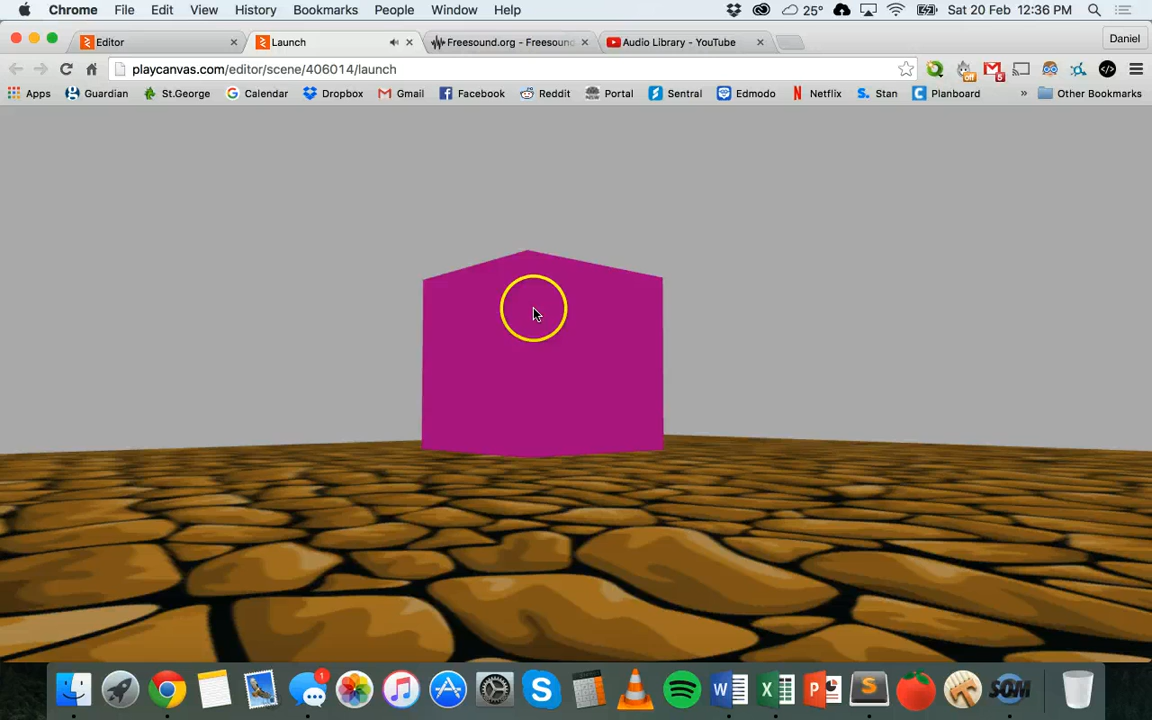 Chrome File Edit View History Bookmarks People Window Help 25° Sat 20 Feb 12:36 PM
Editor Launch Freesound.org - Freesound Audio Library - YouTube Daniel
playcanvas.com/editor/scene/406014/launch
Apps Guardian St.George Calendar Dropbox Gmail Facebook Reddit Portal Sentral Edmodo Netflix Stan Planboard » Other Bookmarks
1
SOM